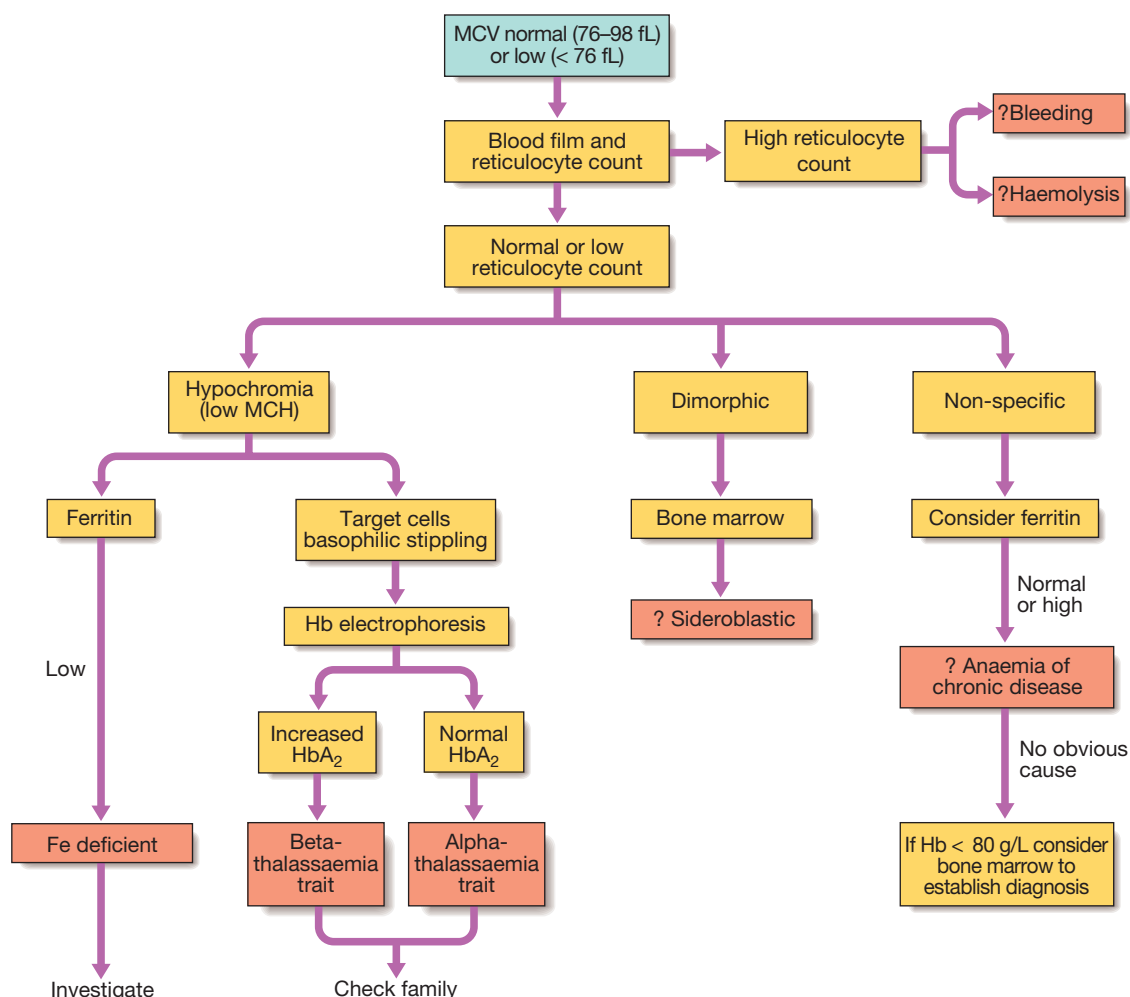 MCV normal (76–98 fL)
or low (< 76 fL)
Blood film and
reticulocyte count
High reticulocyte
count
?Bleeding
?Haemolysis
Normal or low
reticulocyte count
Hypochromia
(low MCH)
Dimorphic
Non-specific
Ferritin
Target cells
basophilic stippling
Bone marrow
Consider ferritin
Normal
or high
Hb electrophoresis
? Sideroblastic
Low
? Anaemia of
chronic disease
Increased
HbA₂
Normal
HbA₂
No obvious
cause
Fe deficient
Beta-
thalassaemia
trait
Alpha-
thalassaemia
trait
If Hb < 80 g/L consider
bone marrow to
establish diagnosis
Investigate
Check family